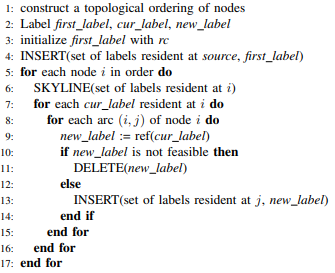 1: construct a topological ordering of nodes
2: Label first_label, cur_label, new_label
3: initialize first_label with rc
4: INSERT(set of labels resident at source, first_label)
5: for each node i in order do
6: SKYLINE(set of labels resident at i)
7: for each cur_label resident at i do
8: for each arc (i, j) of node i do
9: new_label := ref(cur_label)
10: if new_label is not feasible then
11: DELETE(new_label)
12: else
13: INSERT(set of labels resident at j, new_label)
14: end if
15: end for
16: end for
17: end for